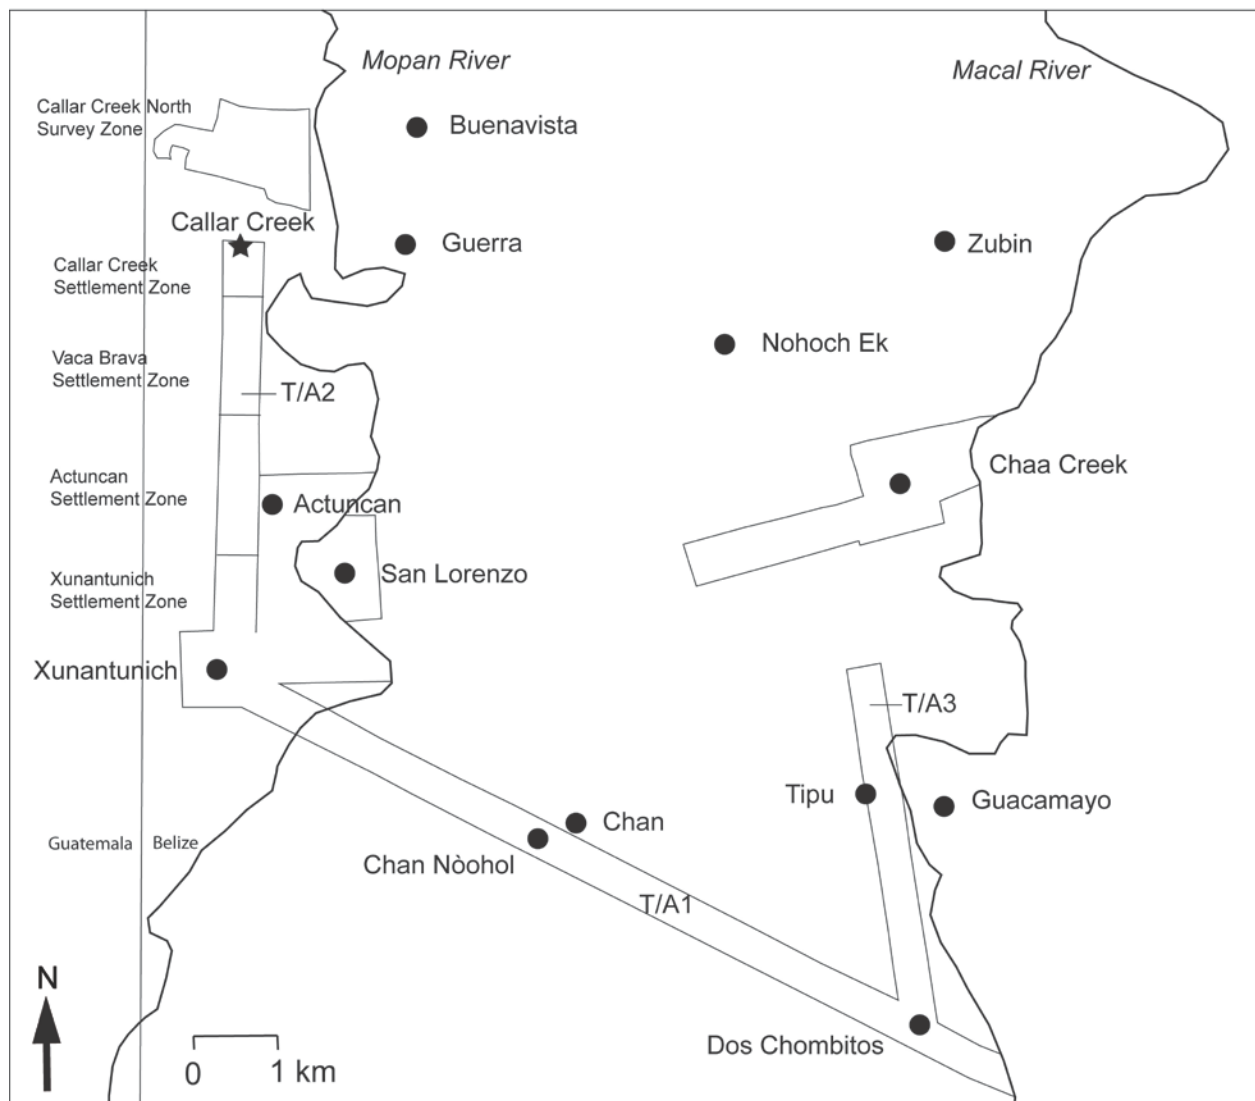 Mopan River
Macal River
Callar Creek North
Survey Zone
Buenavista
Callar Creek
Guerra
Zubin
Callar Creek
Settlement Zone
Nohoch Ek
Vaca Brava
Settlement Zone
T/A2
Chaa Creek
Actuncan
Settlement Zone
Actuncan
San Lorenzo
Xunantunich
Settlement Zone
Xunantunich
T/A3
Tipu
Guacamayo
Chan
Guatemala
Belize
Chan Nòohol
T/A1
N
Dos Chombitos
0
1 km